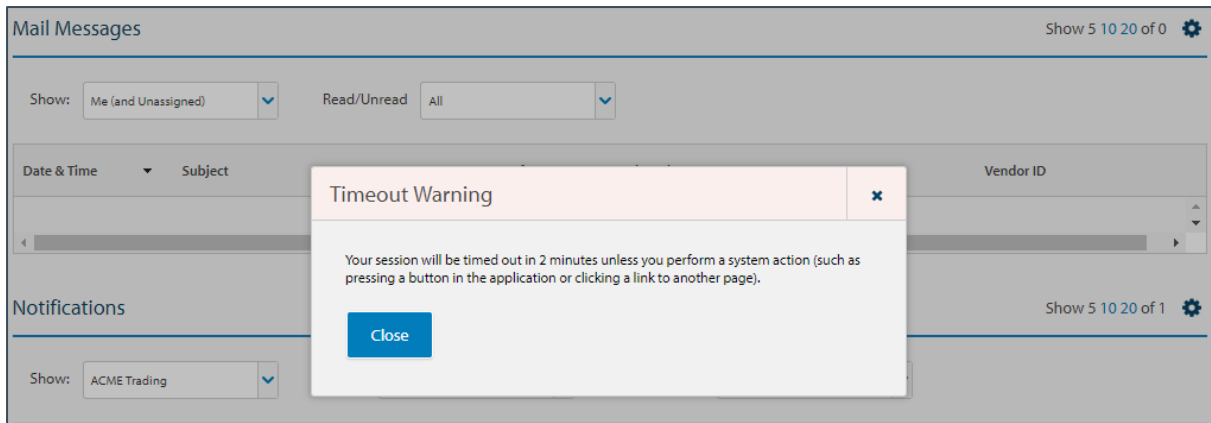 Mail Messages Show 5 10 20 of 0
Show: Me (and Unassigned) Read/Unread All
Date & Time Subject Vendor ID
Timeout Warning
Your session will be timed out in 2 minutes unless you perform a system action (such as
pressing a button in the application or clicking a link to another page).
Close
Notifications Show 5 10 20 of 1
Show: ACME Trading